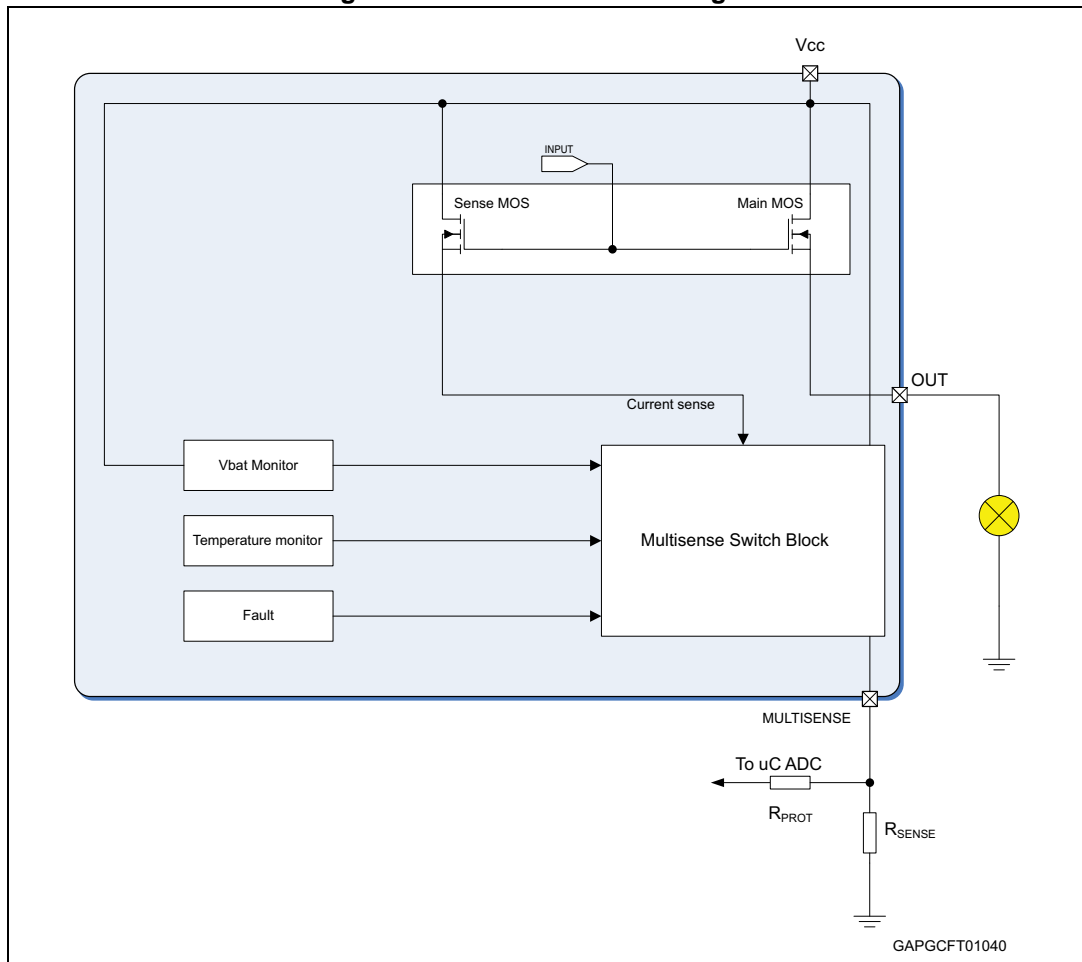 Vcc
INPUT
Sense MOS
Main MOS
OUT
Current sense
Vbat Monitor
Temperature monitor
Multisense Switch Block
Fault
MULTISENSE
To uC ADC
RPROT
RSENSE
GAPGCFT01040